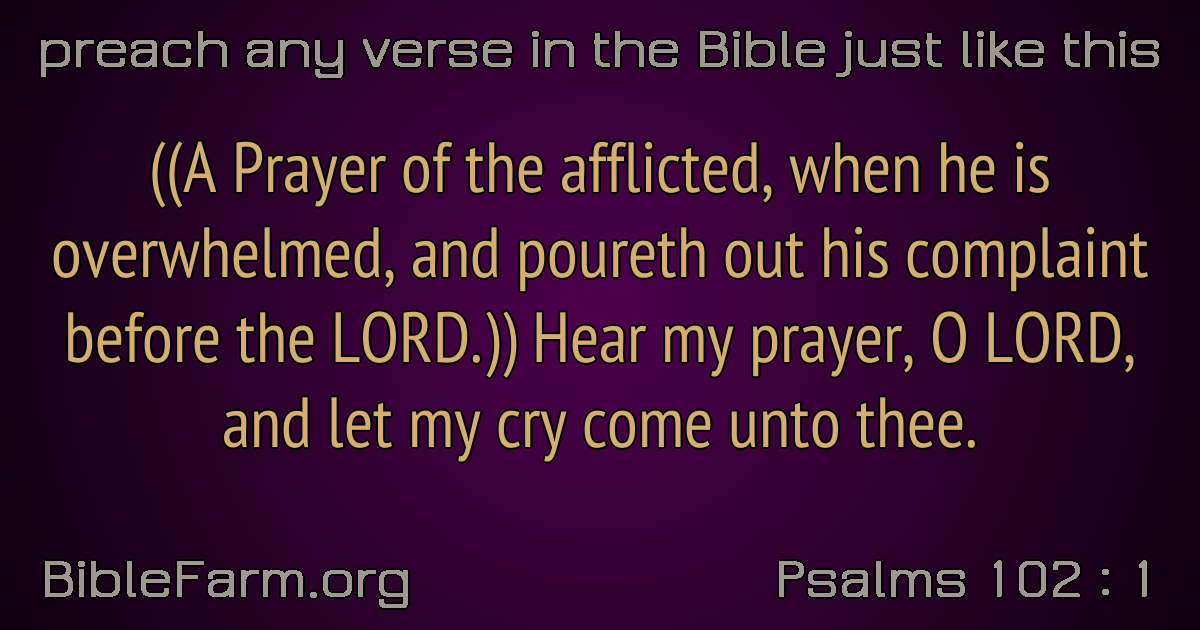 preach any verse in the Bible just like this
((A Prayer of the afflicted, when he is
overwhelmed, and poureth out his complaint
before the LORD.)) Hear my prayer, O LORD,
and let my cry come unto thee.
BibleFarm.org
Psalms 102 : 1